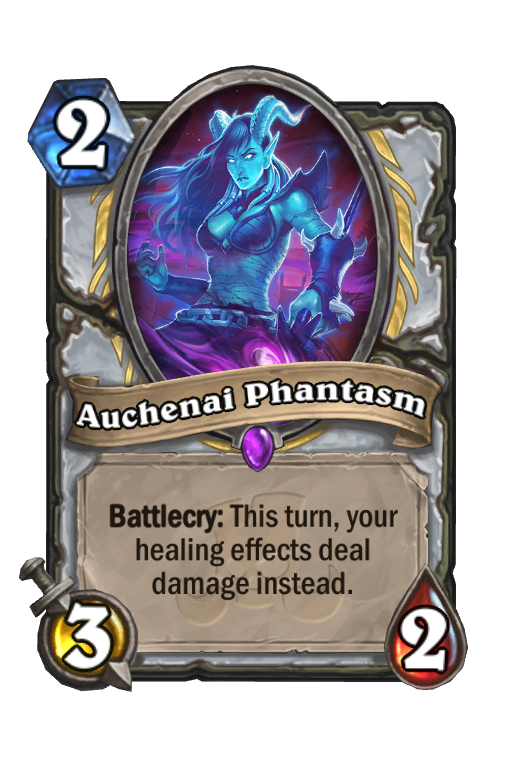 2
Auchenai Phantasm
Battlecry: This turn, your
healing effects deal
damage instead.
3
2